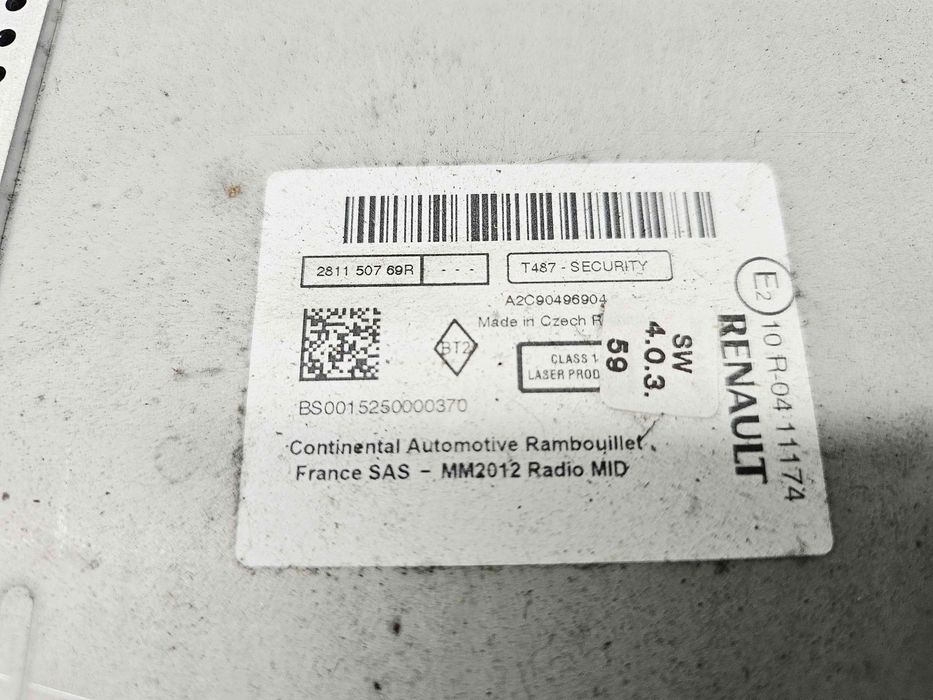 2811 507 69R - - -
T487 - SECURITY
A2C90496904
Made in Czech R
BT2
CLASS 1
LASER PROD
BS0015250000370
Continental Automotive Rambouillet
France SAS - MM2012 Radio MID
SW
4.0.3.
59
E2
10 R-04 11174
RENAULT